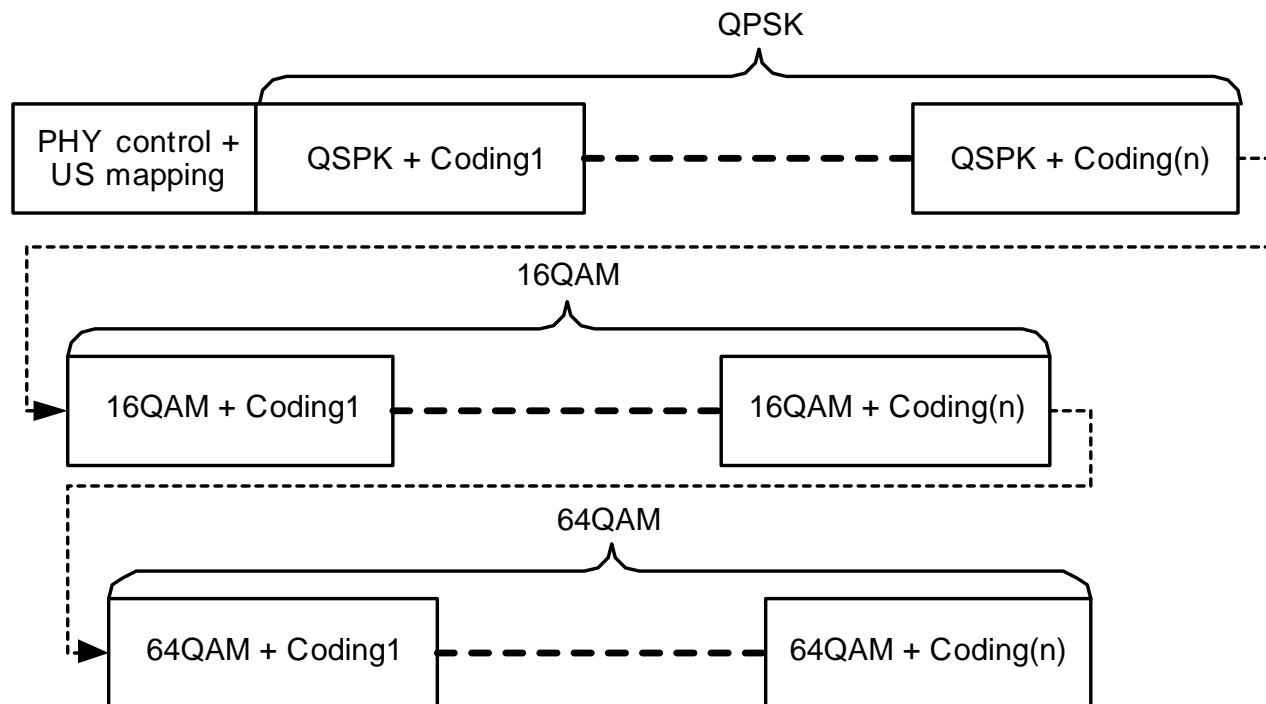 QPSK
PHY control +
US mapping
QSPK + Coding1
QSPK + Coding(n)
16QAM
16QAM + Coding1
16QAM + Coding(n)
64QAM
64QAM + Coding1
64QAM + Coding(n)